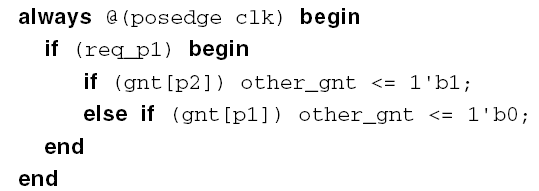 always @(posedge clk) begin
if (req_p1) begin
if (gnt[p2]) other_gnt <= 1'b1;
else if (gnt[p1]) other_gnt <= 1'b0;
end
end